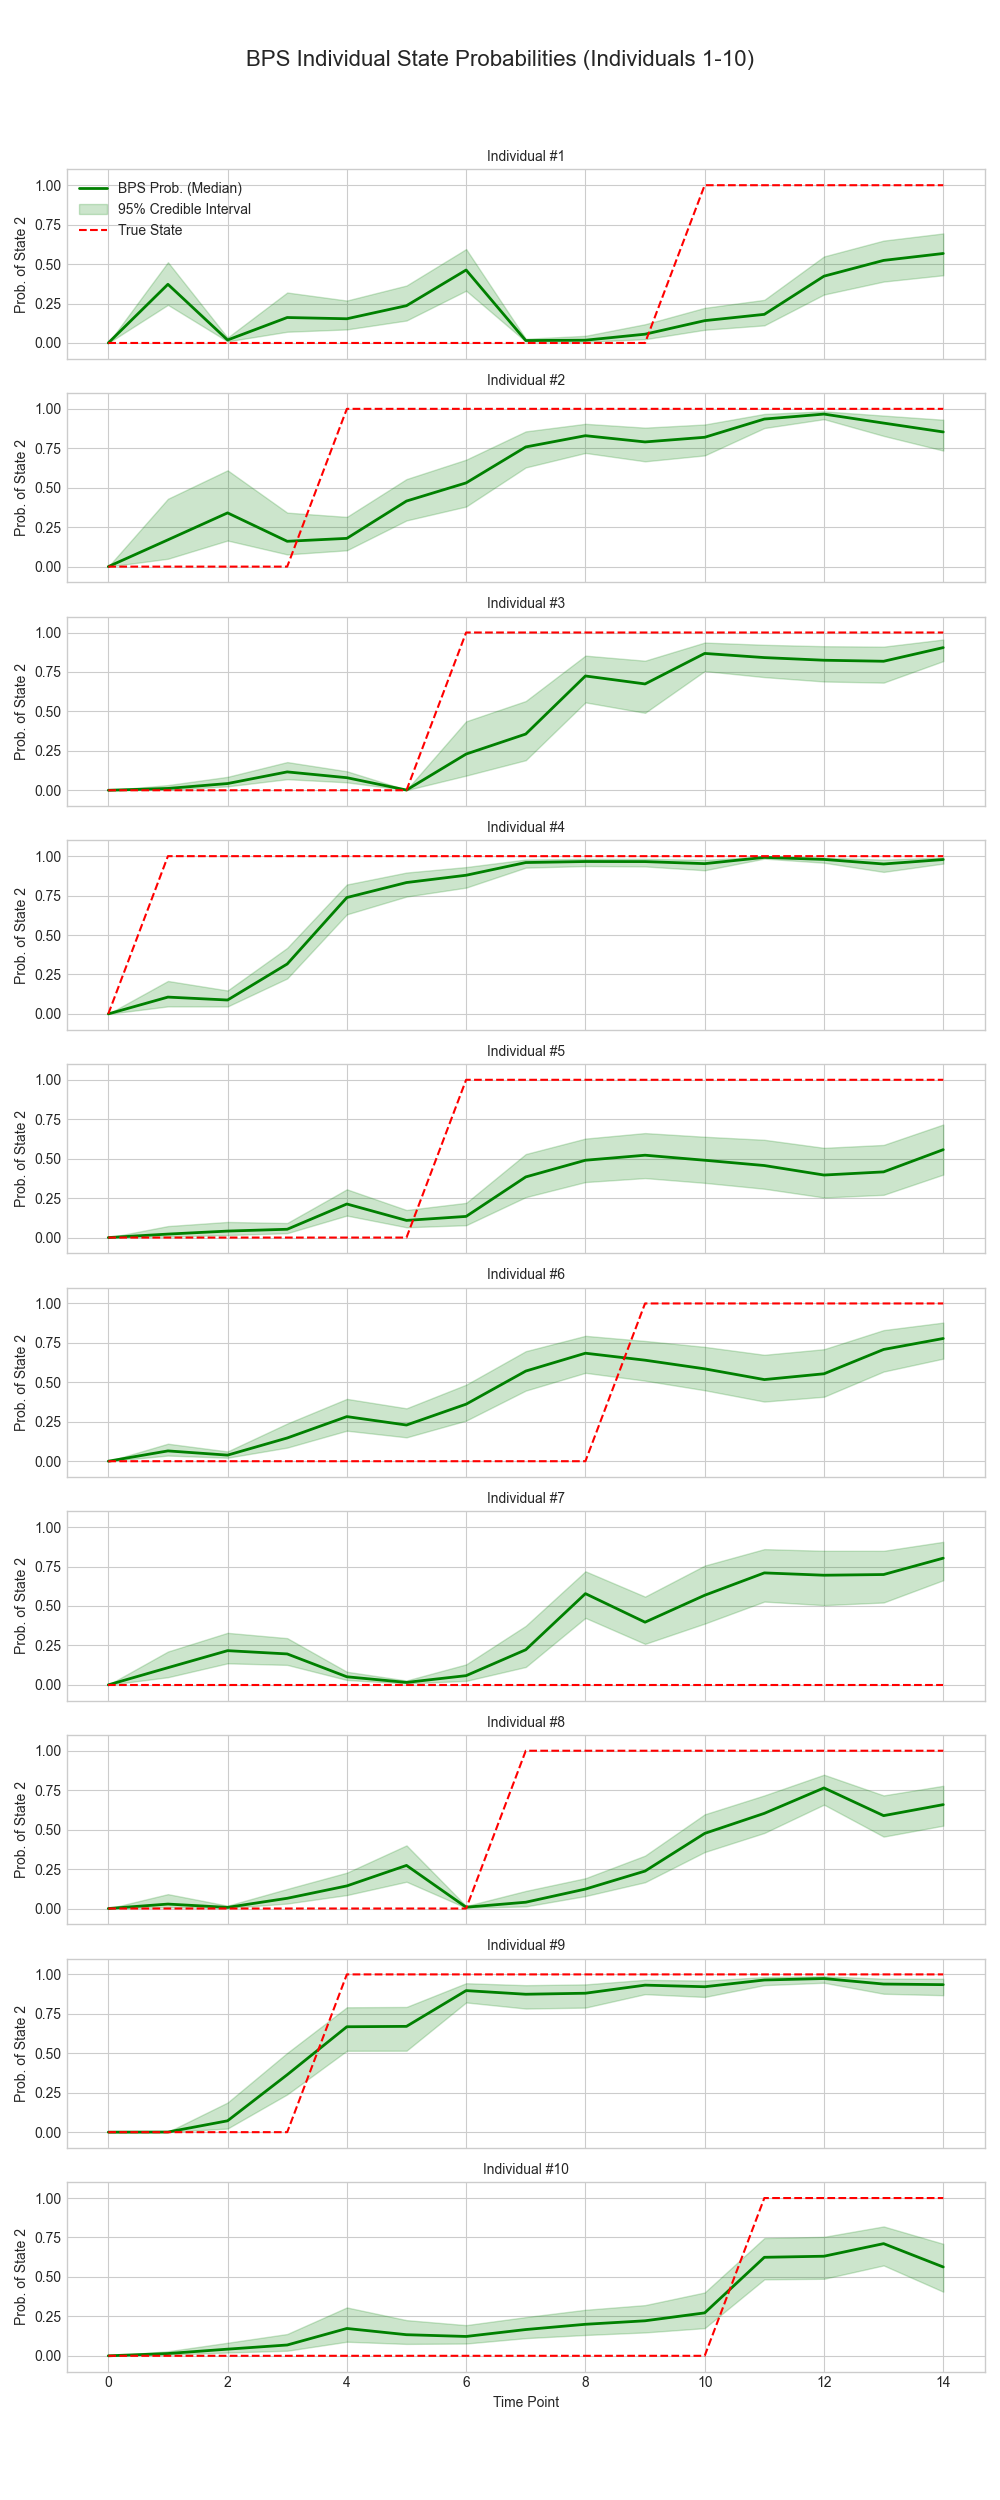 BPS Individual State Probabilities (Individuals 1-10)
Individual #1
Prob. of State 2
1.00
0.75
0.50
0.25
0.00
BPS Prob. (Median)
95% Credible Interval
True State
Individual #2
Prob. of State 2
1.00
0.75
0.50
0.25
0.00
Individual #3
Prob. of State 2
1.00
0.75
0.50
0.25
0.00
Individual #4
Prob. of State 2
1.00
0.75
0.50
0.25
0.00
Individual #5
Prob. of State 2
1.00
0.75
0.50
0.25
0.00
Individual #6
Prob. of State 2
1.00
0.75
0.50
0.25
0.00
Individual #7
Prob. of State 2
1.00
0.75
0.50
0.25
0.00
Individual #8
Prob. of State 2
1.00
0.75
0.50
0.25
0.00
Individual #9
Prob. of State 2
1.00
0.75
0.50
0.25
0.00
Individual #10
Prob. of State 2
1.00
0.75
0.50
0.25
0.00
0 2 4 6 8 10 12 14
Time Point